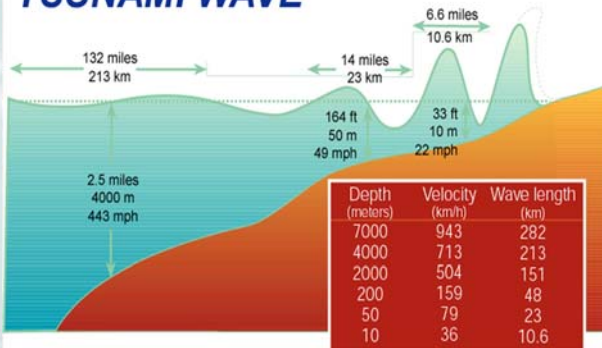 TSUNAMI WAVE
132 miles
213 km
14 miles
23 km
6.6 miles
10.6 km
164 ft
50 m
49 mph
33 ft
10 m
22 mph
2.5 miles
4000 m
443 mph
Depth Velocity Wave length
(meters) (km/h) (km)
7000 943 282
4000 713 213
2000 504 151
200 159 48
50 79 23
10 36 10.6